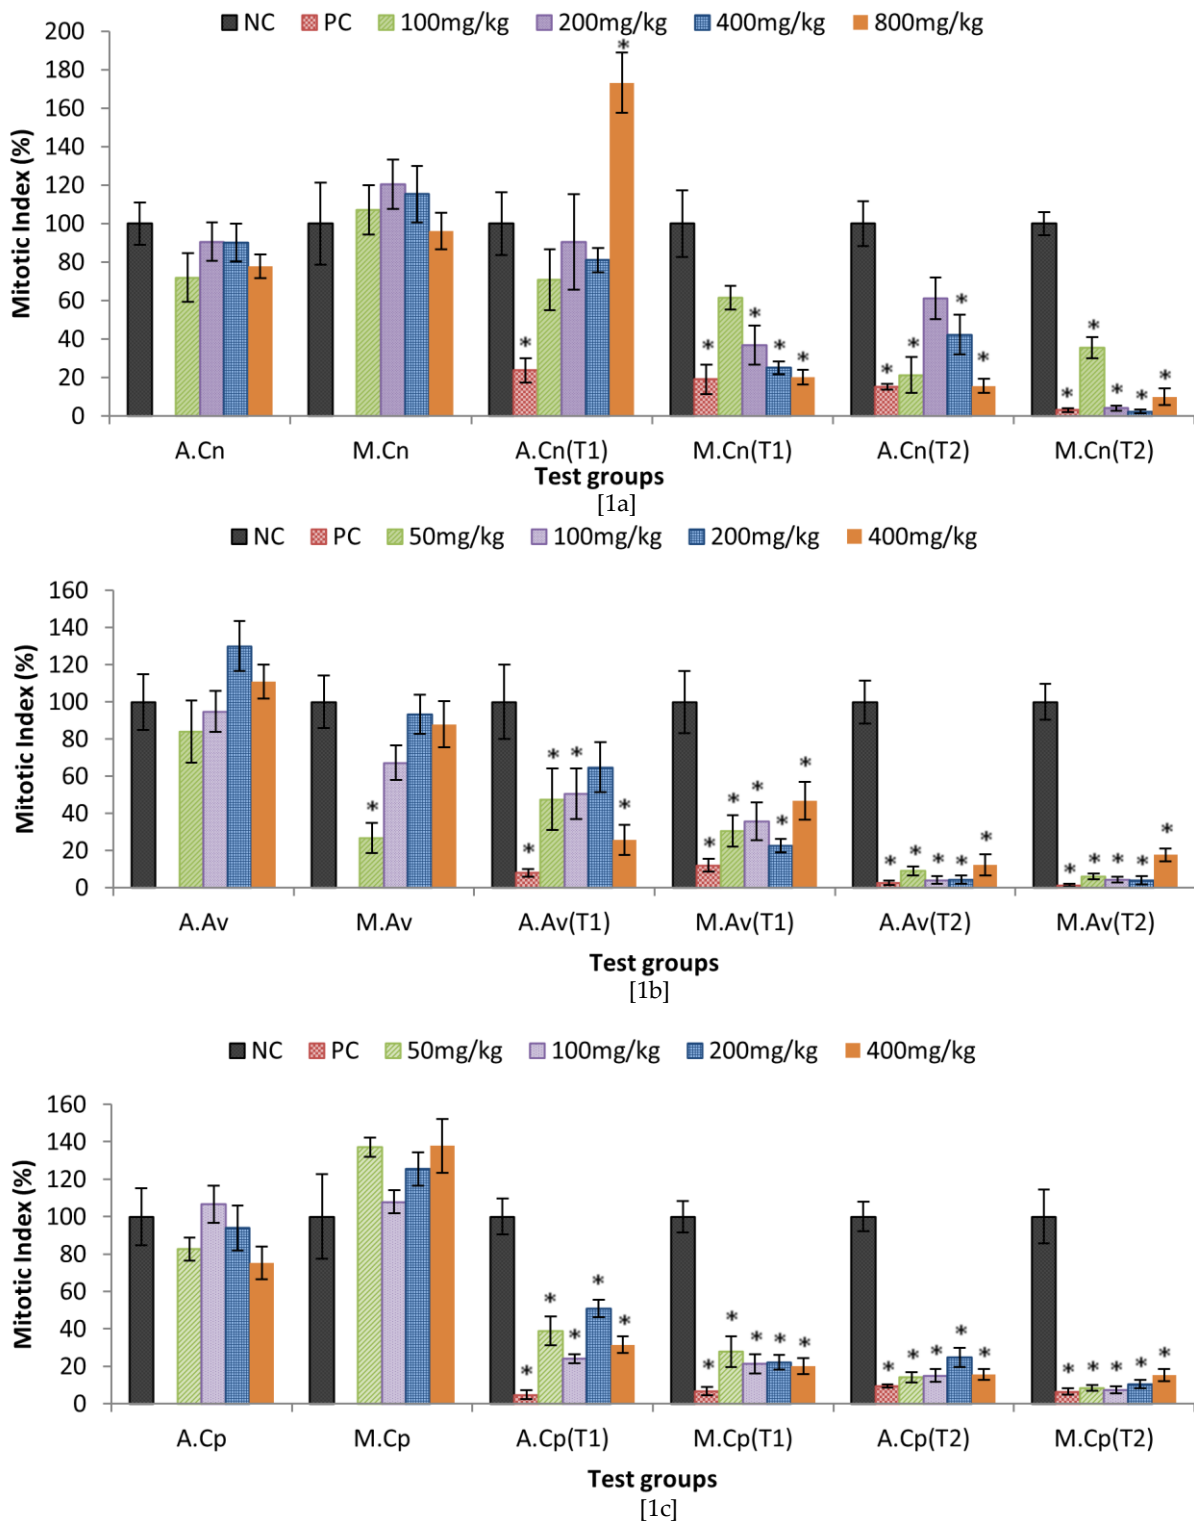 NC PC 100mg/kg 200mg/kg 400mg/kg 800mg/kg
200
180
160
140
120
100
80
60
40
20
0
Mitotic Index (%)
* * * * * * * * * * * * * * *
A.Cn M.Cn A.Cn(T1) M.Cn(T1) A.Cn(T2) M.Cn(T2)
Test groups
[1a]
NC PC 50mg/kg 100mg/kg 200mg/kg 400mg/kg
160
140
120
100
80
60
40
20
0
Mitotic Index (%)
* * * * * * * * * * * * * * * * * * * *
A.Av M.Av A.Av(T1) M.Av(T1) A.Av(T2) M.Av(T2)
Test groups
[1b]
NC PC 50mg/kg 100mg/kg 200mg/kg 400mg/kg
160
140
120
100
80
60
40
20
0
Mitotic Index (%)
* * * * * * * * * * * * * * * * * * * *
A.Cp M.Cp A.Cp(T1) M.Cp(T1) A.Cp(T2) M.Cp(T2)
Test groups
[1c]